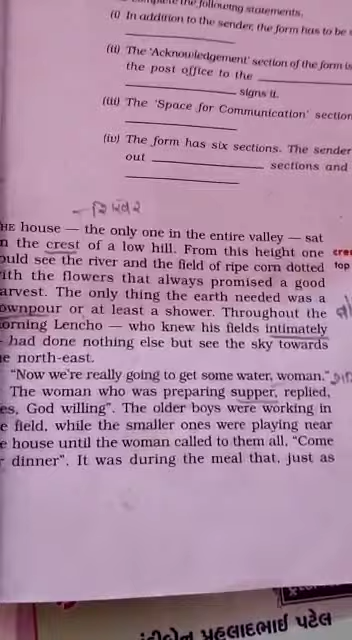 complete the following statements.
(i) In addition to the sender, the form has to be
(ii) The 'Acknowledgement' section of the form is
the post office to the
signs it.
(iii) The 'Space for Communication' section
(iv) The form has six sections. The sender
out sections and
HE house — the only one in the entire valley — sat
n the crest of a low hill. From this height one
ould see the river and the field of ripe corn dotted
ith the flowers that always promised a good
arvest. The only thing the earth needed was a
ownpour or at least a shower. Throughout the
orning Lencho — who knew his fields intimately
- had done nothing else but see the sky towards
e north-east.
"Now we're really going to get some water, woman."
The woman who was preparing supper, replied,
es, God willing". The older boys were working in
e field, while the smaller ones were playing near
e house until the woman called to them all, "Come
r dinner". It was during the meal that, just as
cres
top
પ્રહલાદભાઈ પટેલ